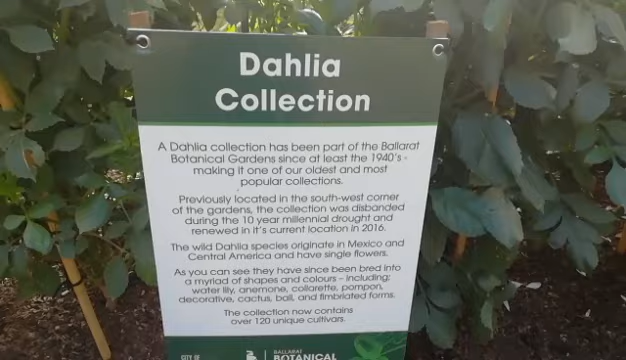 Dahlia
Collection
A Dahlia collection has been part of the Ballarat
Botanical Gardens since at least the 1940's -
making it one of our oldest and most
popular collections.
Previously located in the south-west corner
of the gardens, the collection was disbanded
during the 10 year millennial drought and
renewed in it's current location in 2016.
The wild Dahlia species originate in Mexico and
Central America and have single flowers.
As you can see they have since been bred into
a myriad of shapes and colours - including;
water lily, anemone, collarette, pompon,
decorative, cactus, ball, and fimbriated forms.
The collection now contains
over 120 unique cultivars.
CITY OF
BALLARAT
BOTANICAL